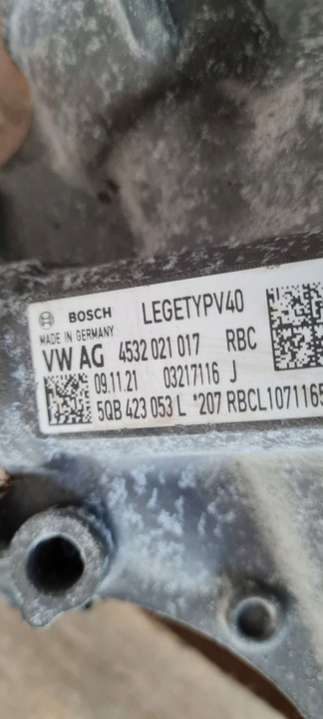 BOSCH LEGETYPV40
MADE IN GERMANY
VW AG 4532 021 017 RBC
09.11.21 03217116 J
5QB 423 053 L *207 RBCL1071165